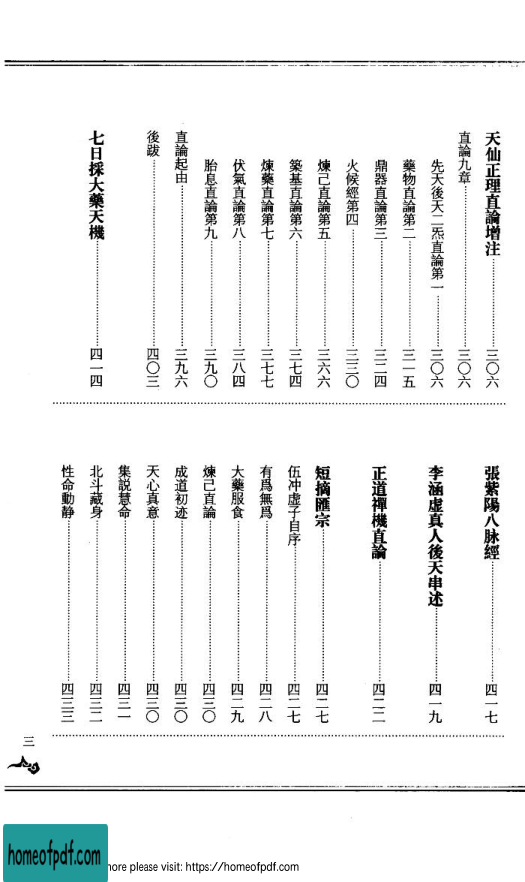 天仙正理直論增注……三〇六
直論九章……三〇六
先天後天二炁直論第一……三〇六
藥物直論第二……三一五
鼎器直論第三……三二四
火候經第四……三三〇
煉己直論第五……三六六
築基直論第六……三七四
煉藥直論第七……三七七
伏氣直論第八……三八四
胎息直論第九……三九〇
直論起由……三九六
後跋……四〇三
七日採大藥天機……四一四
張紫陽八脉經……四一七
李涵虛真人後天串述……四一九
正道禪機直論……四二二
短摘匯宗……四二七
伍冲虛子自序……四二七
有爲無爲……四二八
大藥服食……四二九
煉己直論……四三〇
成道初迹……四三〇
天心真意……四三〇
集説慧命……四三一
北斗藏身……四三二
性命動静……四三三
三
homeofpdf.com
more please visit: https://homeofpdf.com